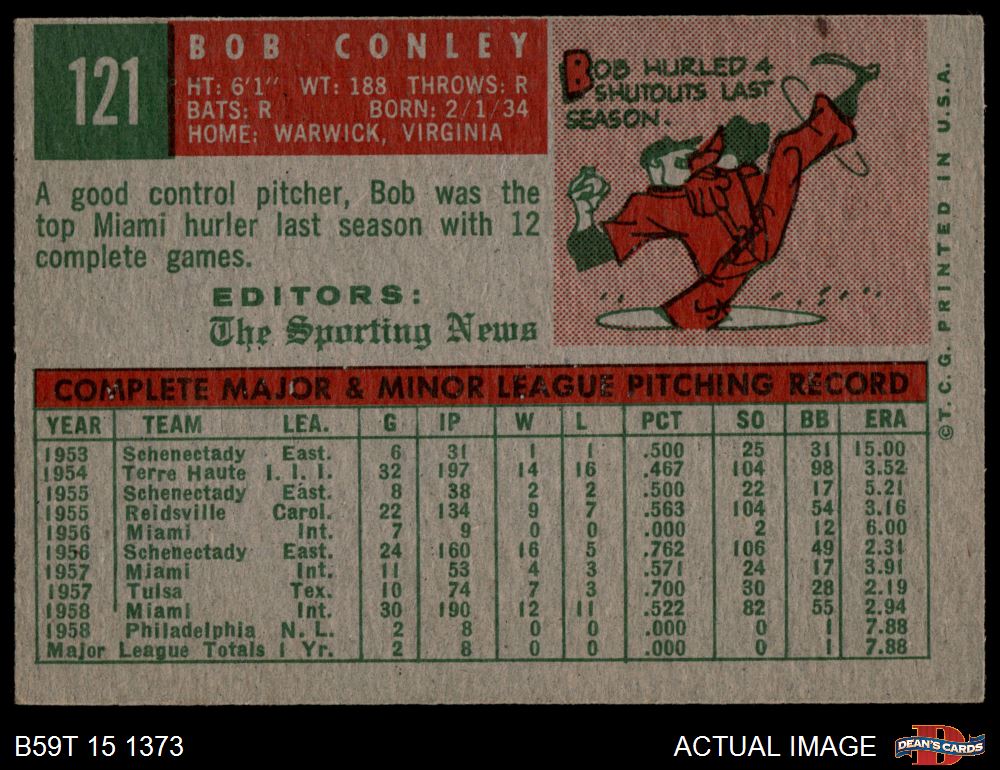 121
BOB CONLEY
HT: 6'1" WT: 188 THROWS: R
BATS: R BORN: 2/1/34
HOME: WARWICK, VIRGINIA
BOB HURLED 4
SHUTOUTS LAST
SEASON.
A good control pitcher, Bob was the
top Miami hurler last season with 12
complete games.
EDITORS:
The Sporting News
©T. C. G. PRINTED IN U.S.A.
COMPLETE MAJOR & MINOR LEAGUE PITCHING RECORD
YEAR TEAM LEA. G IP W L PCT SO BB ERA
1953 Schenectady East. 6 31 1 1 .500 25 31 15.00
1954 Terre Haute I. I. I. 32 197 14 16 .467 104 98 3.52
1955 Schenectady East. 8 38 2 2 .500 22 17 5.21
1955 Reidsville Carol. 22 134 9 7 .563 104 54 3.16
1956 Miami Int. 7 9 0 0 .000 2 12 6.00
1956 Schenectady East. 24 160 16 5 .762 106 49 2.31
1957 Miami Int. 11 53 4 3 .571 24 17 3.91
1957 Tulsa Tex. 10 74 7 3 .700 30 28 2.19
1958 Miami Int. 30 190 12 11 .522 82 55 2.94
1958 Philadelphia N. L. 2 8 0 0 .000 0 1 7.88
Major League Totals 1 Yr. 2 8 0 0 .000 0 1 7.88
B59T 15 1373
ACTUAL IMAGE
DEAN'S CARDS